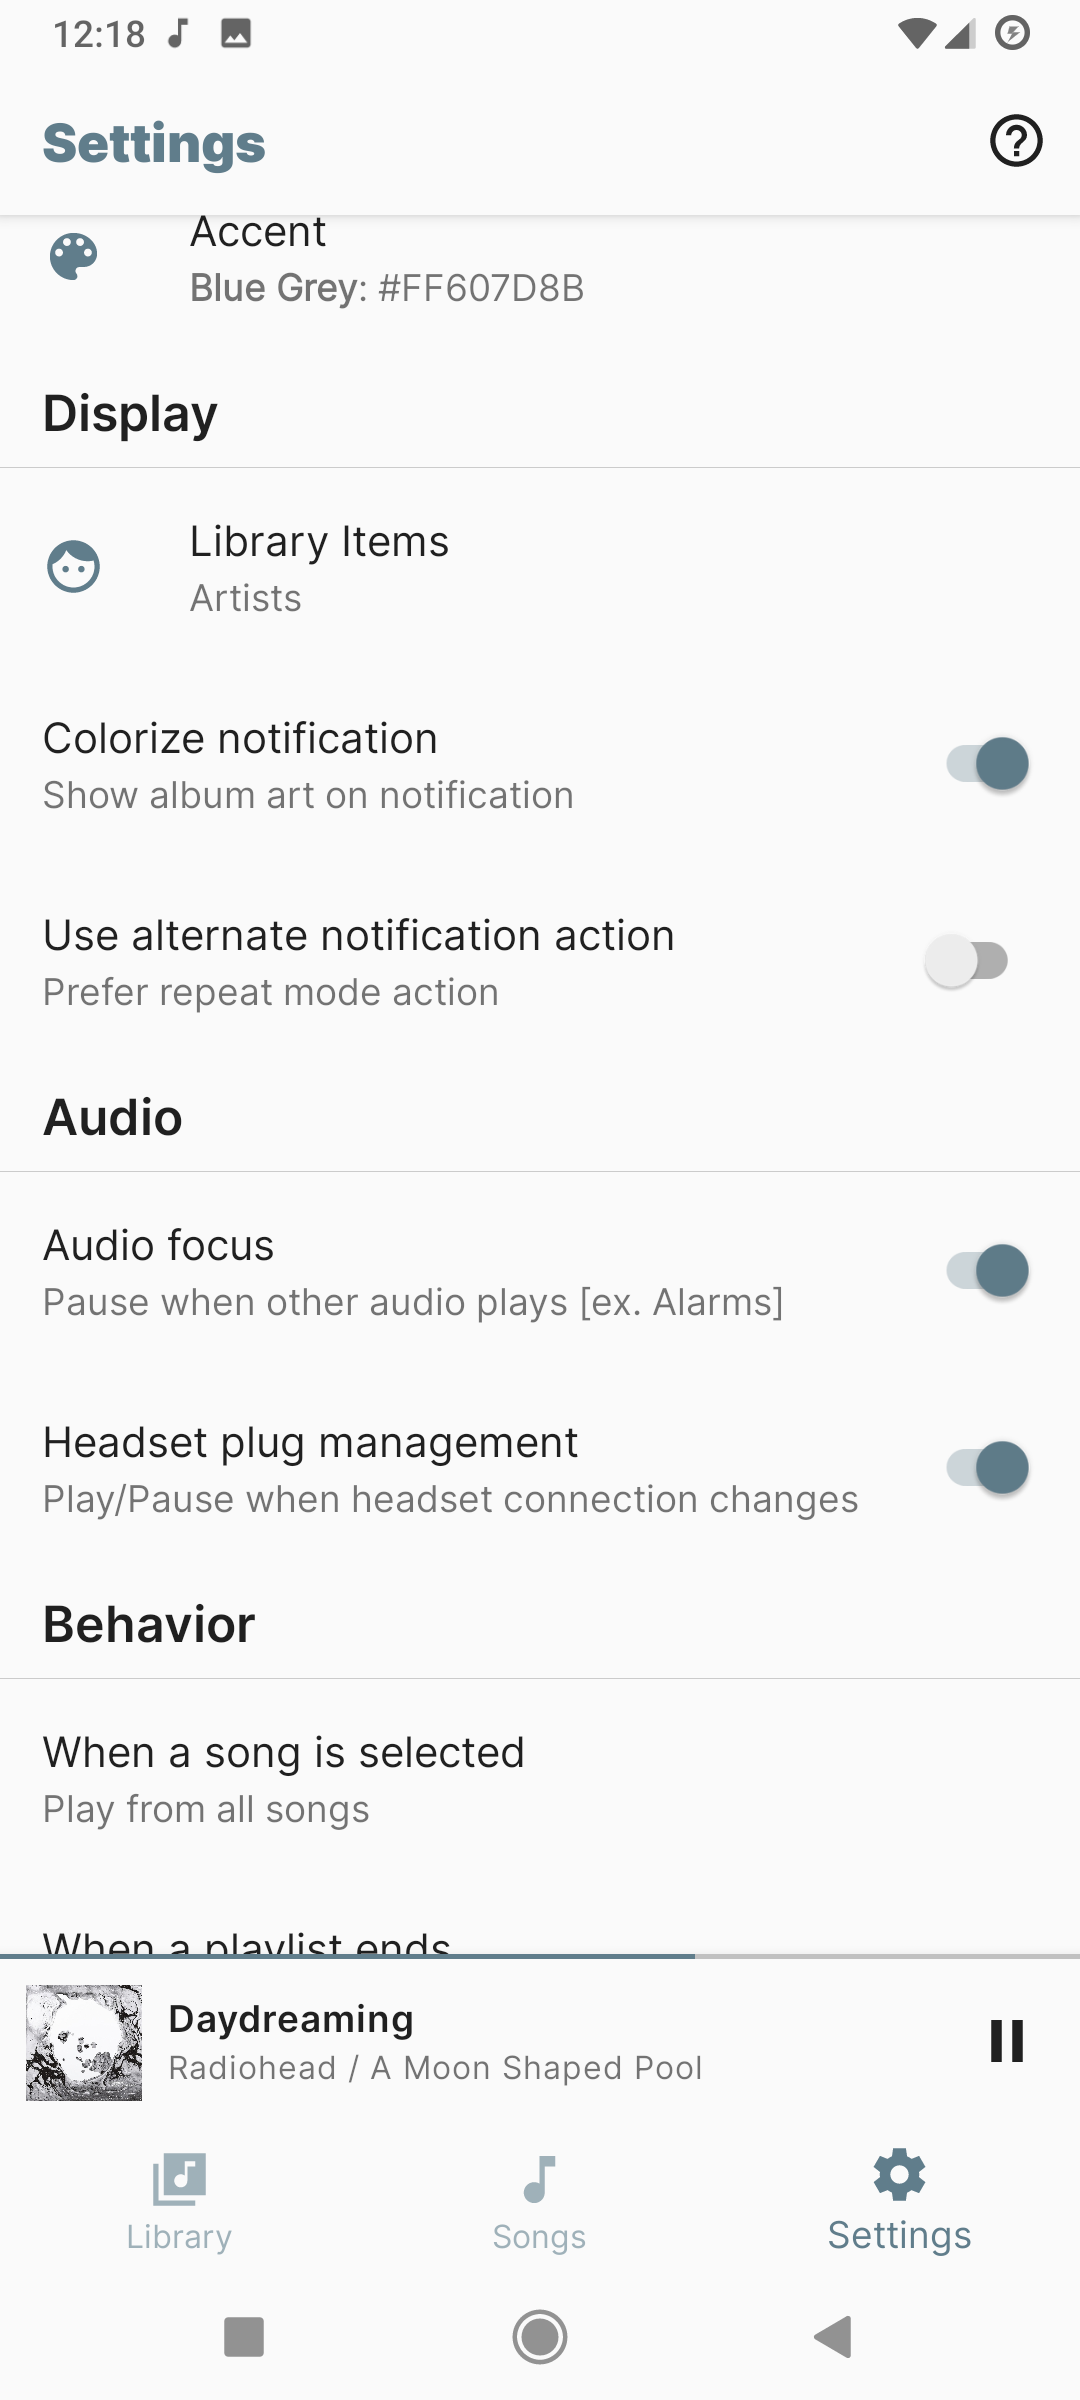 12:18
Settings
Accent
Blue Grey: #FF607D8B
Display
Library Items
Artists
Colorize notification
Show album art on notification
Use alternate notification action
Prefer repeat mode action
Audio
Audio focus
Pause when other audio plays [ex. Alarms]
Headset plug management
Play/Pause when headset connection changes
Behavior
When a song is selected
Play from all songs
When a playlist ends
Daydreaming
Radiohead / A Moon Shaped Pool
Library
Songs
Settings